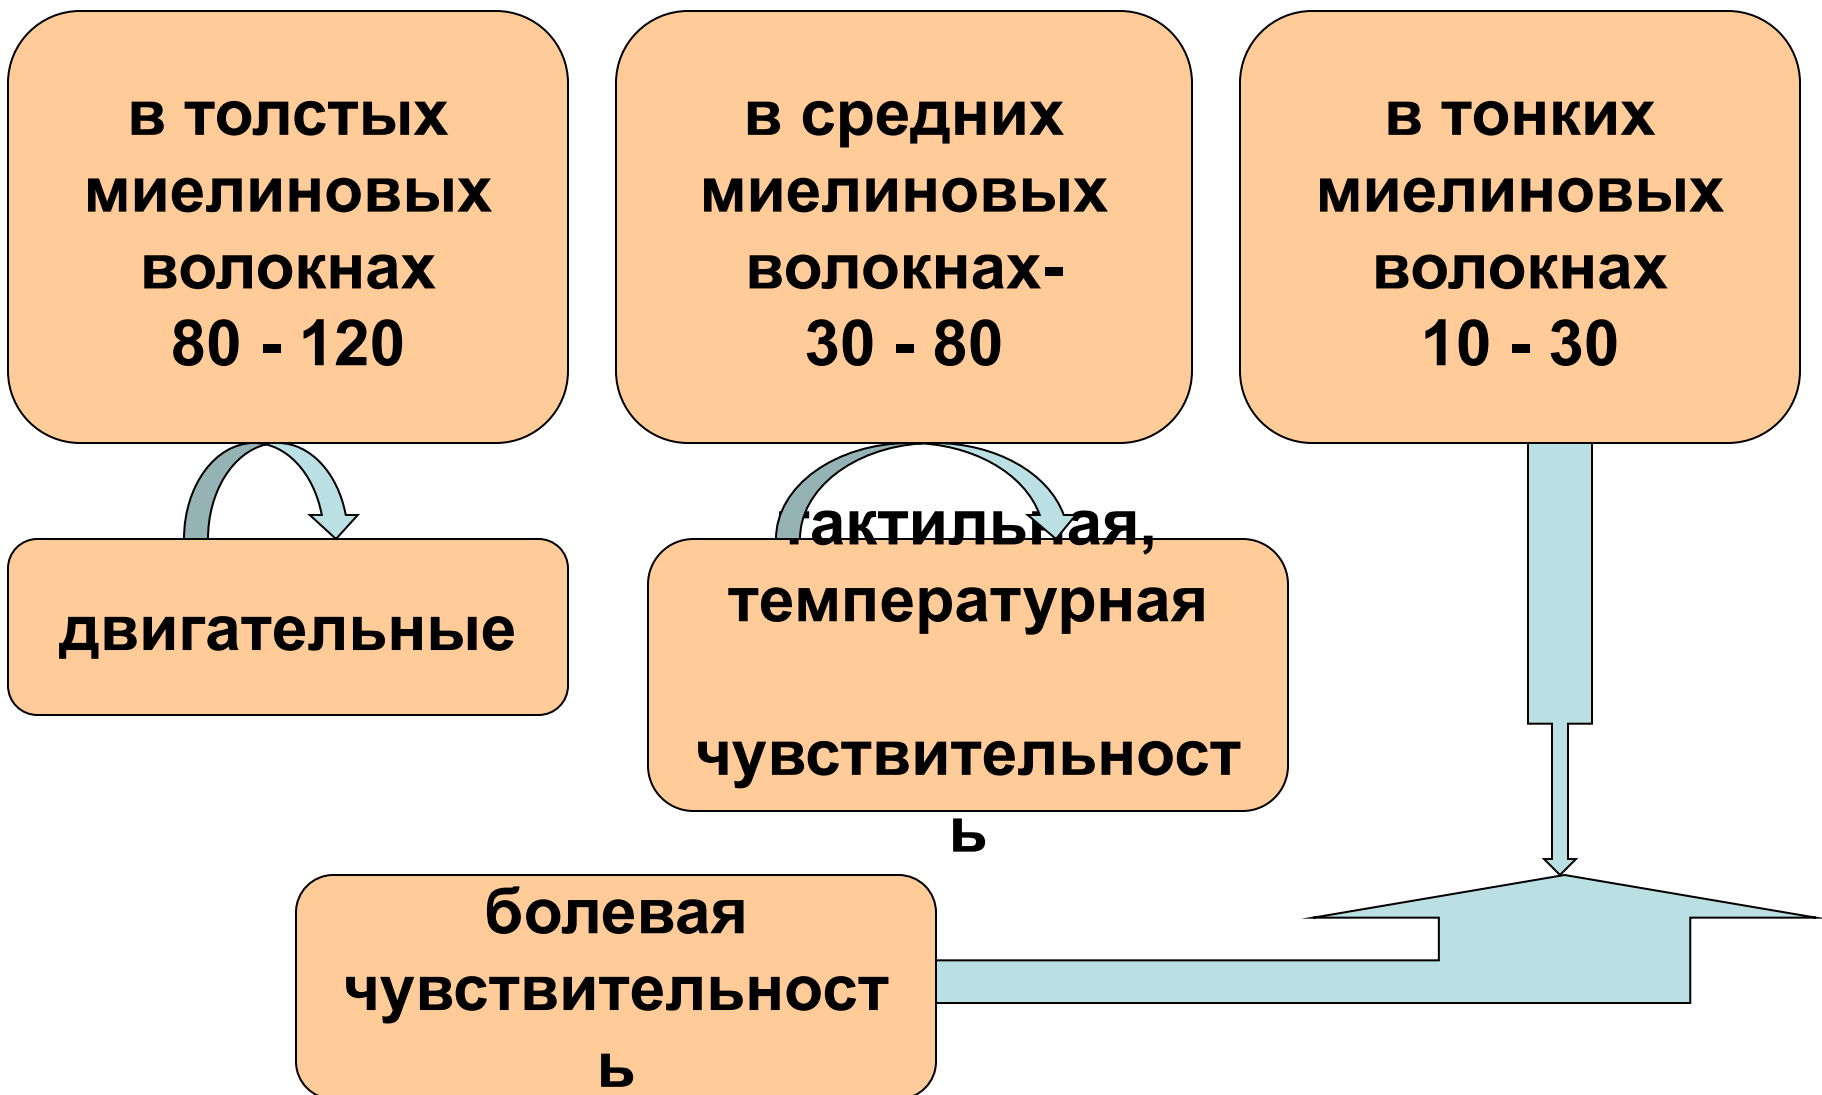 в толстых
миелиновых
волокнах
80 - 120
в средних
миелиновых
волокнах-
30 - 80
в тонких
миелиновых
волокнах
10 - 30
двигательные
тактильная,
температурная
чувствительност
ь
болевая
чувствительност
ь